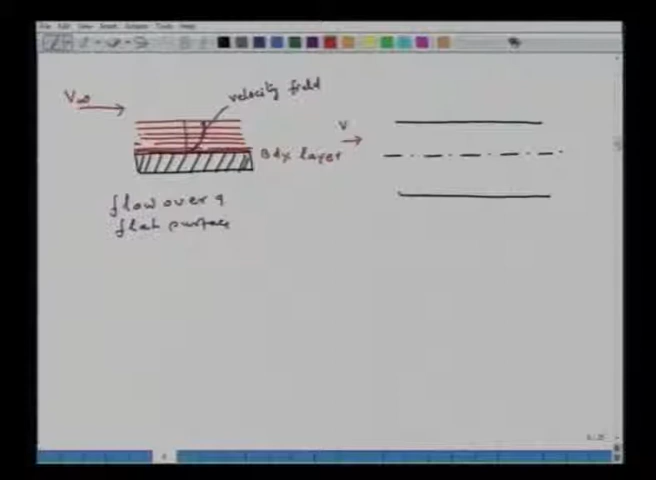 V∞
velocity field
V
Bdy layer
flow over a
flat surface